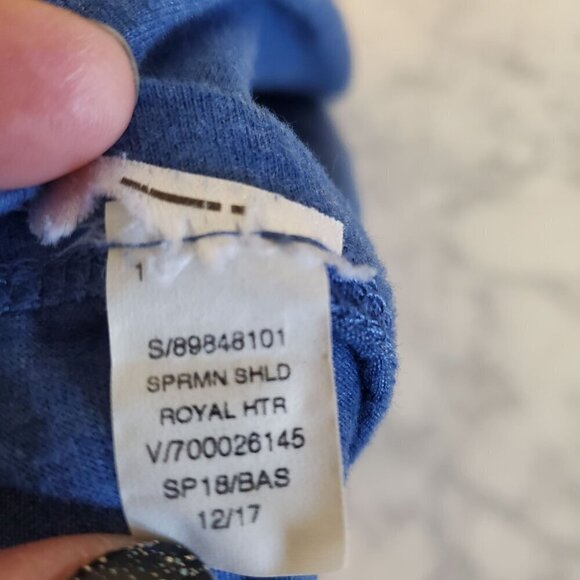 1
S/89848101
SPRMN SHLD
ROYAL HTR
V/700026145
SP18/BAS
12/17